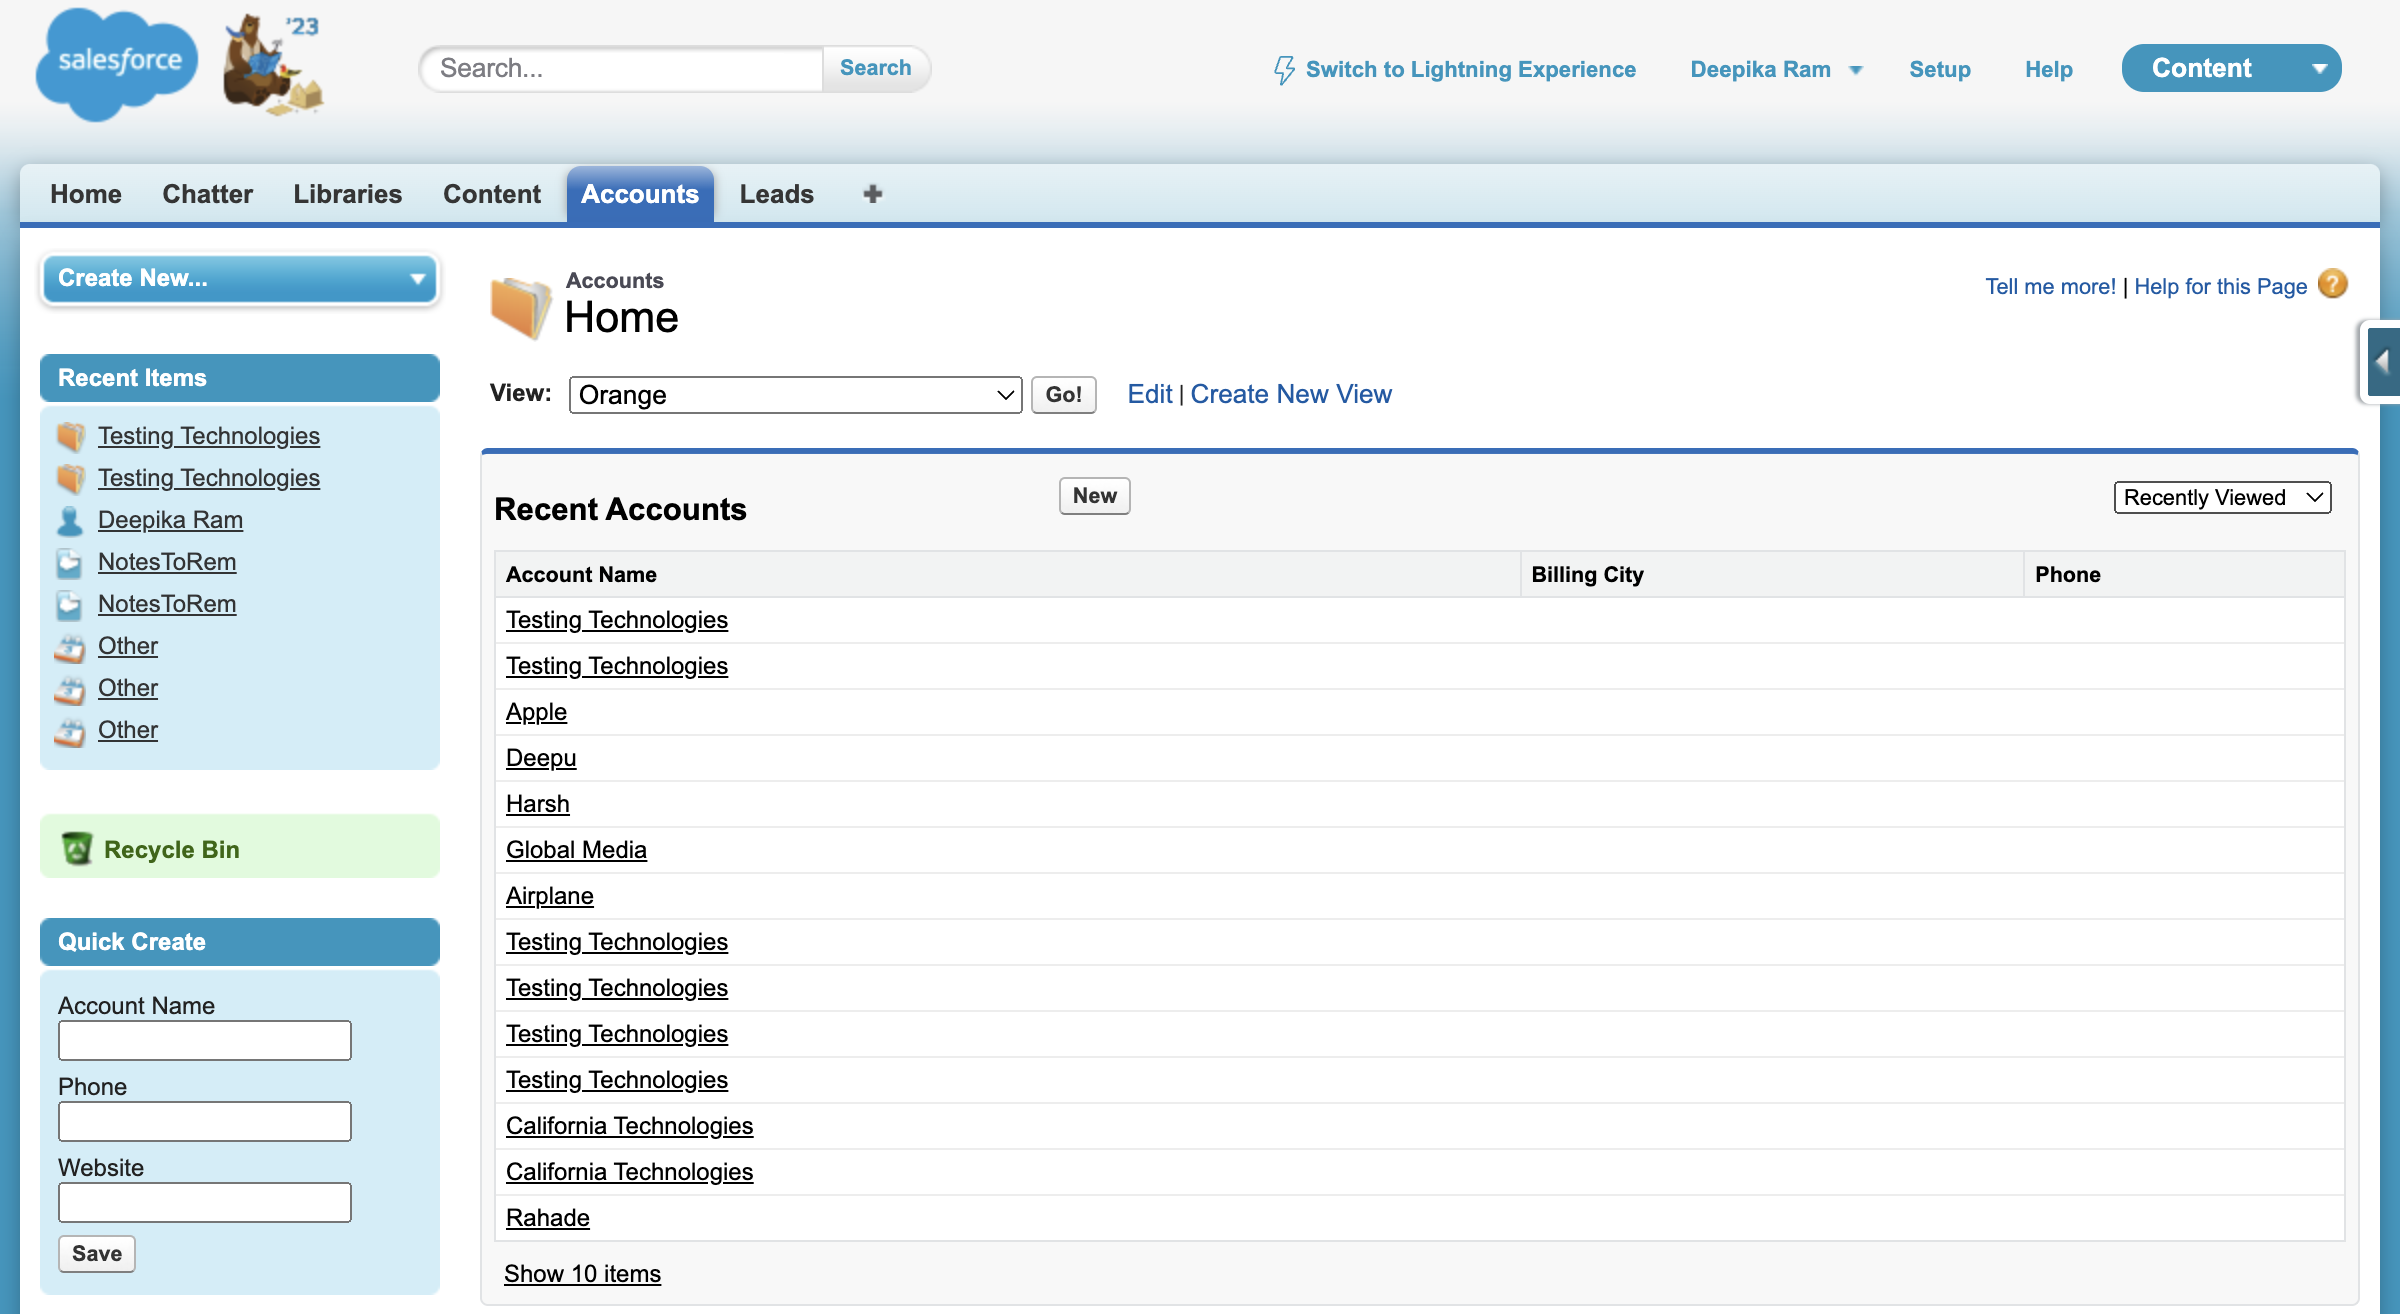 salesforce
'23
Search...
Search
Switch to Lightning Experience
Deepika Ram
Setup
Help
Content
Home
Chatter
Libraries
Content
Accounts
Leads
Create New...
Recent Items
Testing Technologies
Testing Technologies
Deepika Ram
NotesToRem
NotesToRem
Other
Other
Other
Recycle Bin
Quick Create
Account Name
Phone
Website
Save
Accounts
Home
Tell me more! | Help for this Page ?
View: Orange Go! Edit | Create New View
Recent Accounts New Recently Viewed
Account Name Billing City Phone
Testing Technologies
Testing Technologies
Apple
Deepu
Harsh
Global Media
Airplane
Testing Technologies
Testing Technologies
Testing Technologies
Testing Technologies
California Technologies
California Technologies
Rahade
Show 10 items